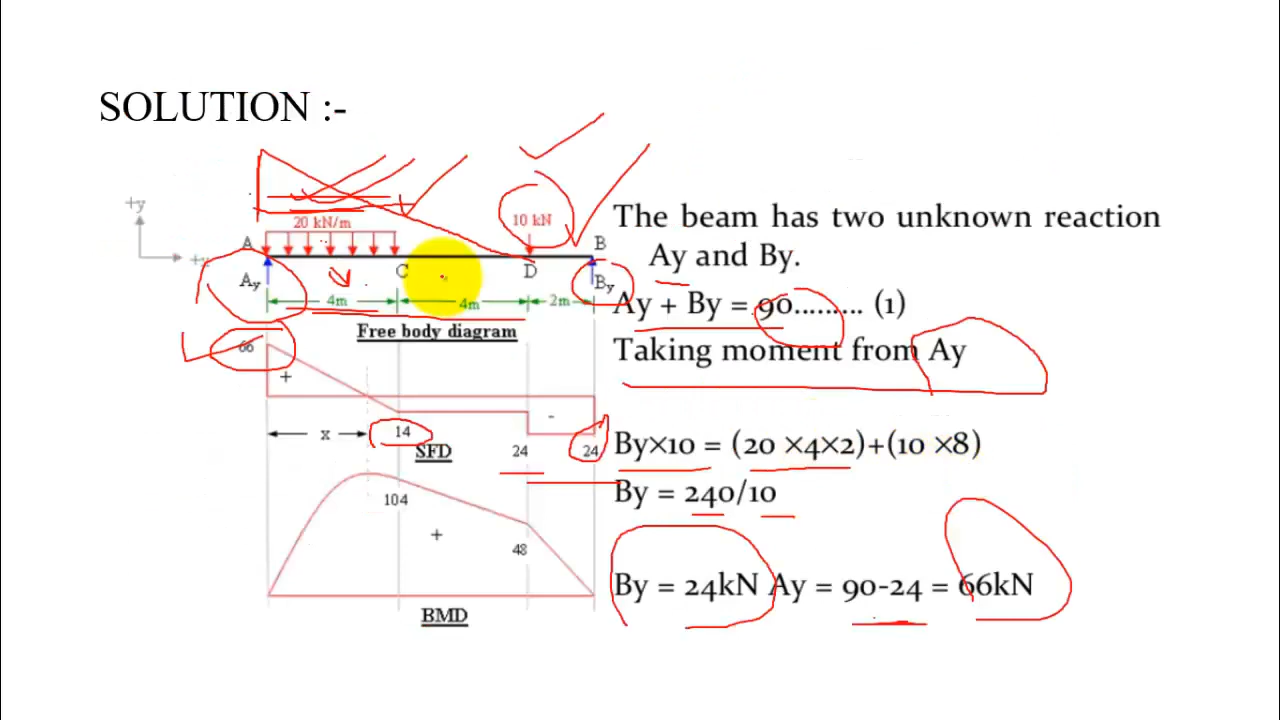 SOLUTION :-
+y
+x
20 kN/m
10 kN
A
B
C
D
Ay
By
4m
4m
2m
Free body diagram
66
+
-
x
14
24
24
SFD
104
+
48
BMD
The beam has two unknown reaction
Ay and By.
Ay + By = 90......... (1)
Taking moment from Ay
By×10 = (20 ×4×2)+(10 ×8)
By = 240/10
By = 24kN Ay = 90-24 = 66kN